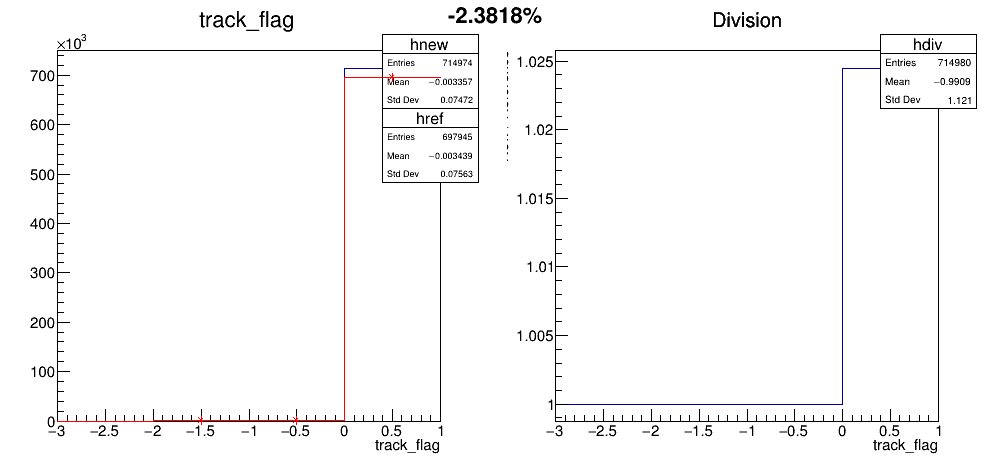 -2.3818%
track_flag
×10³
700
600
500
400
300
200
100
0
−3 −2.5 −2 −1.5 −1 −0.5 0 0.5 1
track_flag
hnew
Entries 714974
Mean −0.003357
Std Dev 0.07472
href
Entries 697945
Mean −0.003439
Std Dev 0.07563
Division
1.025
1.02
1.015
1.01
1.005
1
−3 −2.5 −2 −1.5 −1 −0.5 0 0.5 1
track_flag
hdiv
Entries 714980
Mean −0.9909
Std Dev 1.121